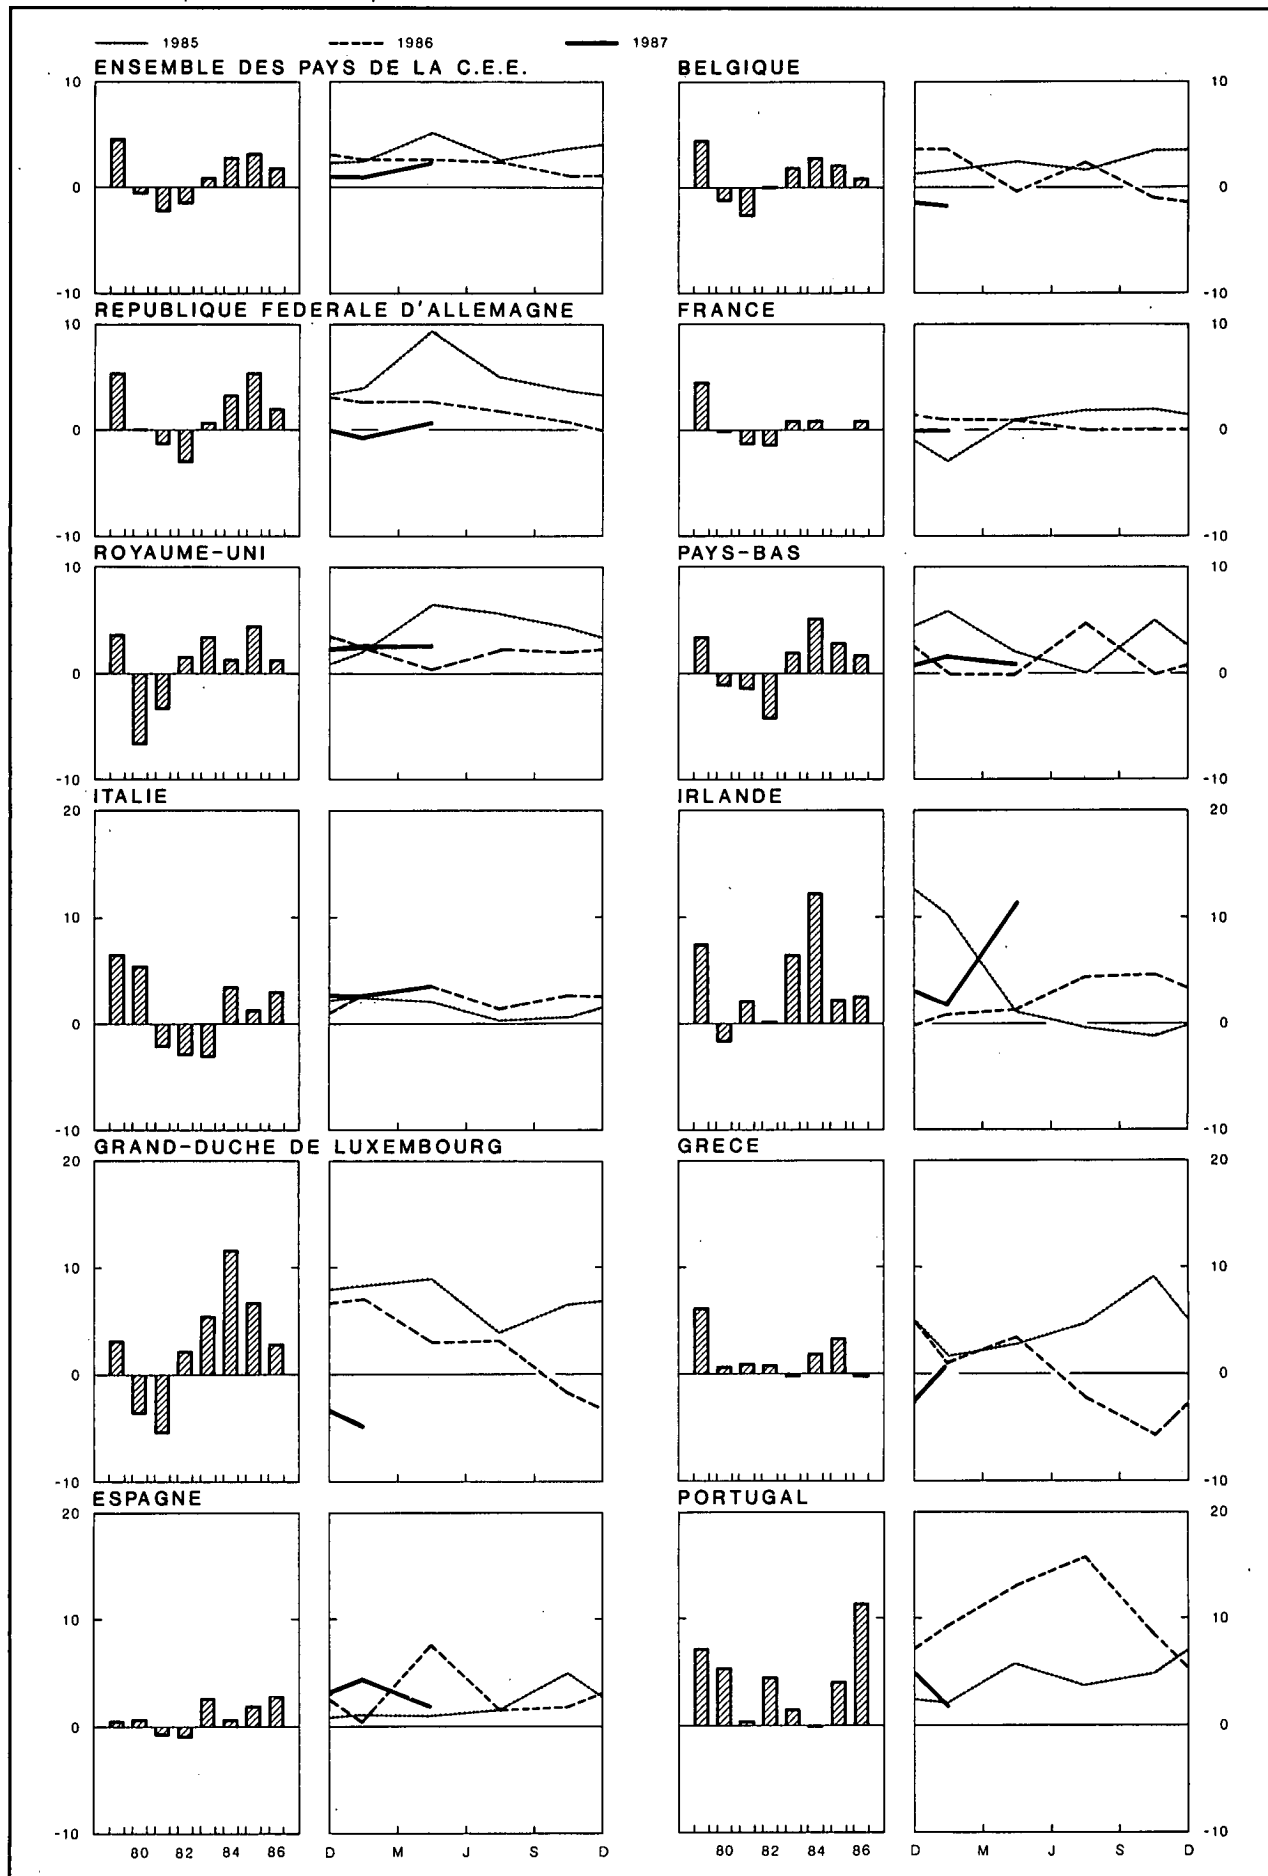 1985 1986 1987
ENSEMBLE DES PAYS DE LA C.E.E. BELGIQUE
10 10
0 0
-10 -10
REPUBLIQUE FEDERALE D'ALLEMAGNE FRANCE
10 10
0 0
-10 -10
ROYAUME-UNI PAYS-BAS
10 10
0 0
-10 -10
ITALIE IRLANDE
20 20
10 10
0 0
-10 -10
GRAND-DUCHE DE LUXEMBOURG GRECE
20 20
10 10
0 0
-10 -10
ESPAGNE PORTUGAL
20 20
10 10
0 0
-10 -10
80 82 84 86 D M J S D 80 82 84 86 D M J S D